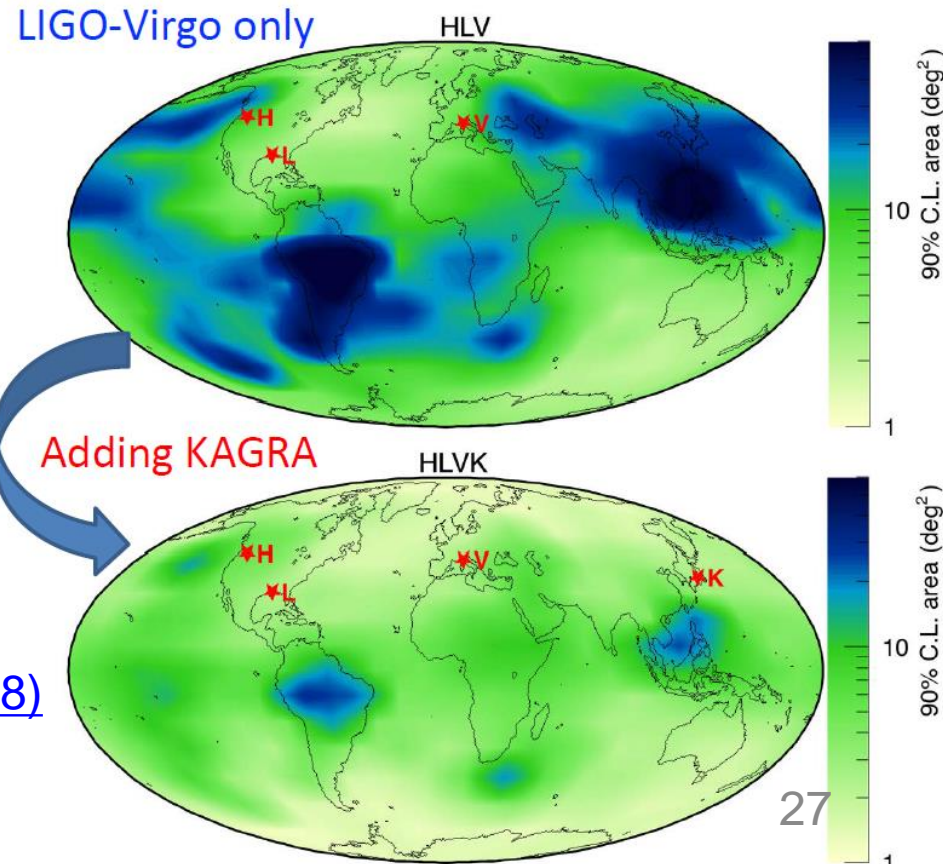 LIGO-Virgo only
HLV
H
V
L
10
1
90% C.L. area (deg²)
Adding KAGRA
HLVK
H
V
K
L
10
1
90% C.L. area (deg²)
8)
27